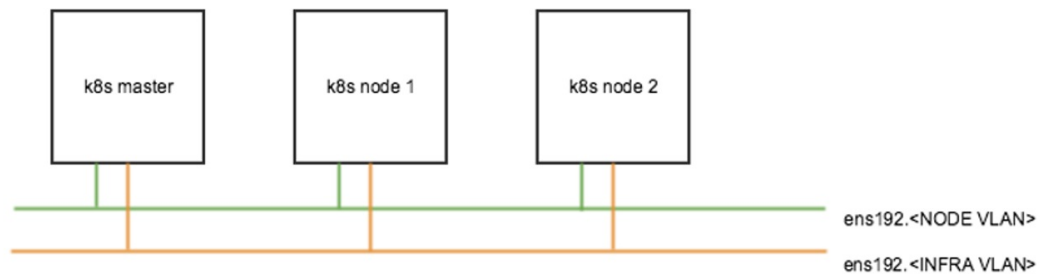 k8s master
k8s node 1
k8s node 2
ens192.<NODE VLAN>
ens192.<INFRA VLAN>